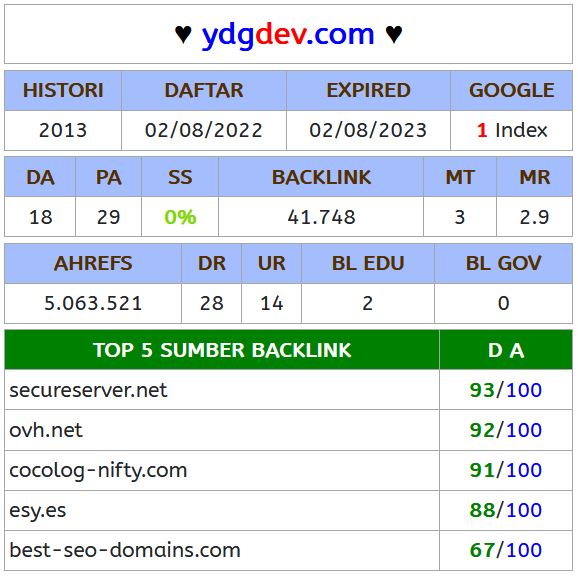 ♥ ydgdev.com ♥
HISTORI DAFTAR EXPIRED GOOGLE
2013 02/08/2022 02/08/2023 1 Index
DA PA SS BACKLINK MT MR
18 29 0% 41.748 3 2.9
AHREFS DR UR BL EDU BL GOV
5.063.521 28 14 2 0
TOP 5 SUMBER BACKLINK D A
secureserver.net 93/100
ovh.net 92/100
cocolog-nifty.com 91/100
esy.es 88/100
best-seo-domains.com 67/100